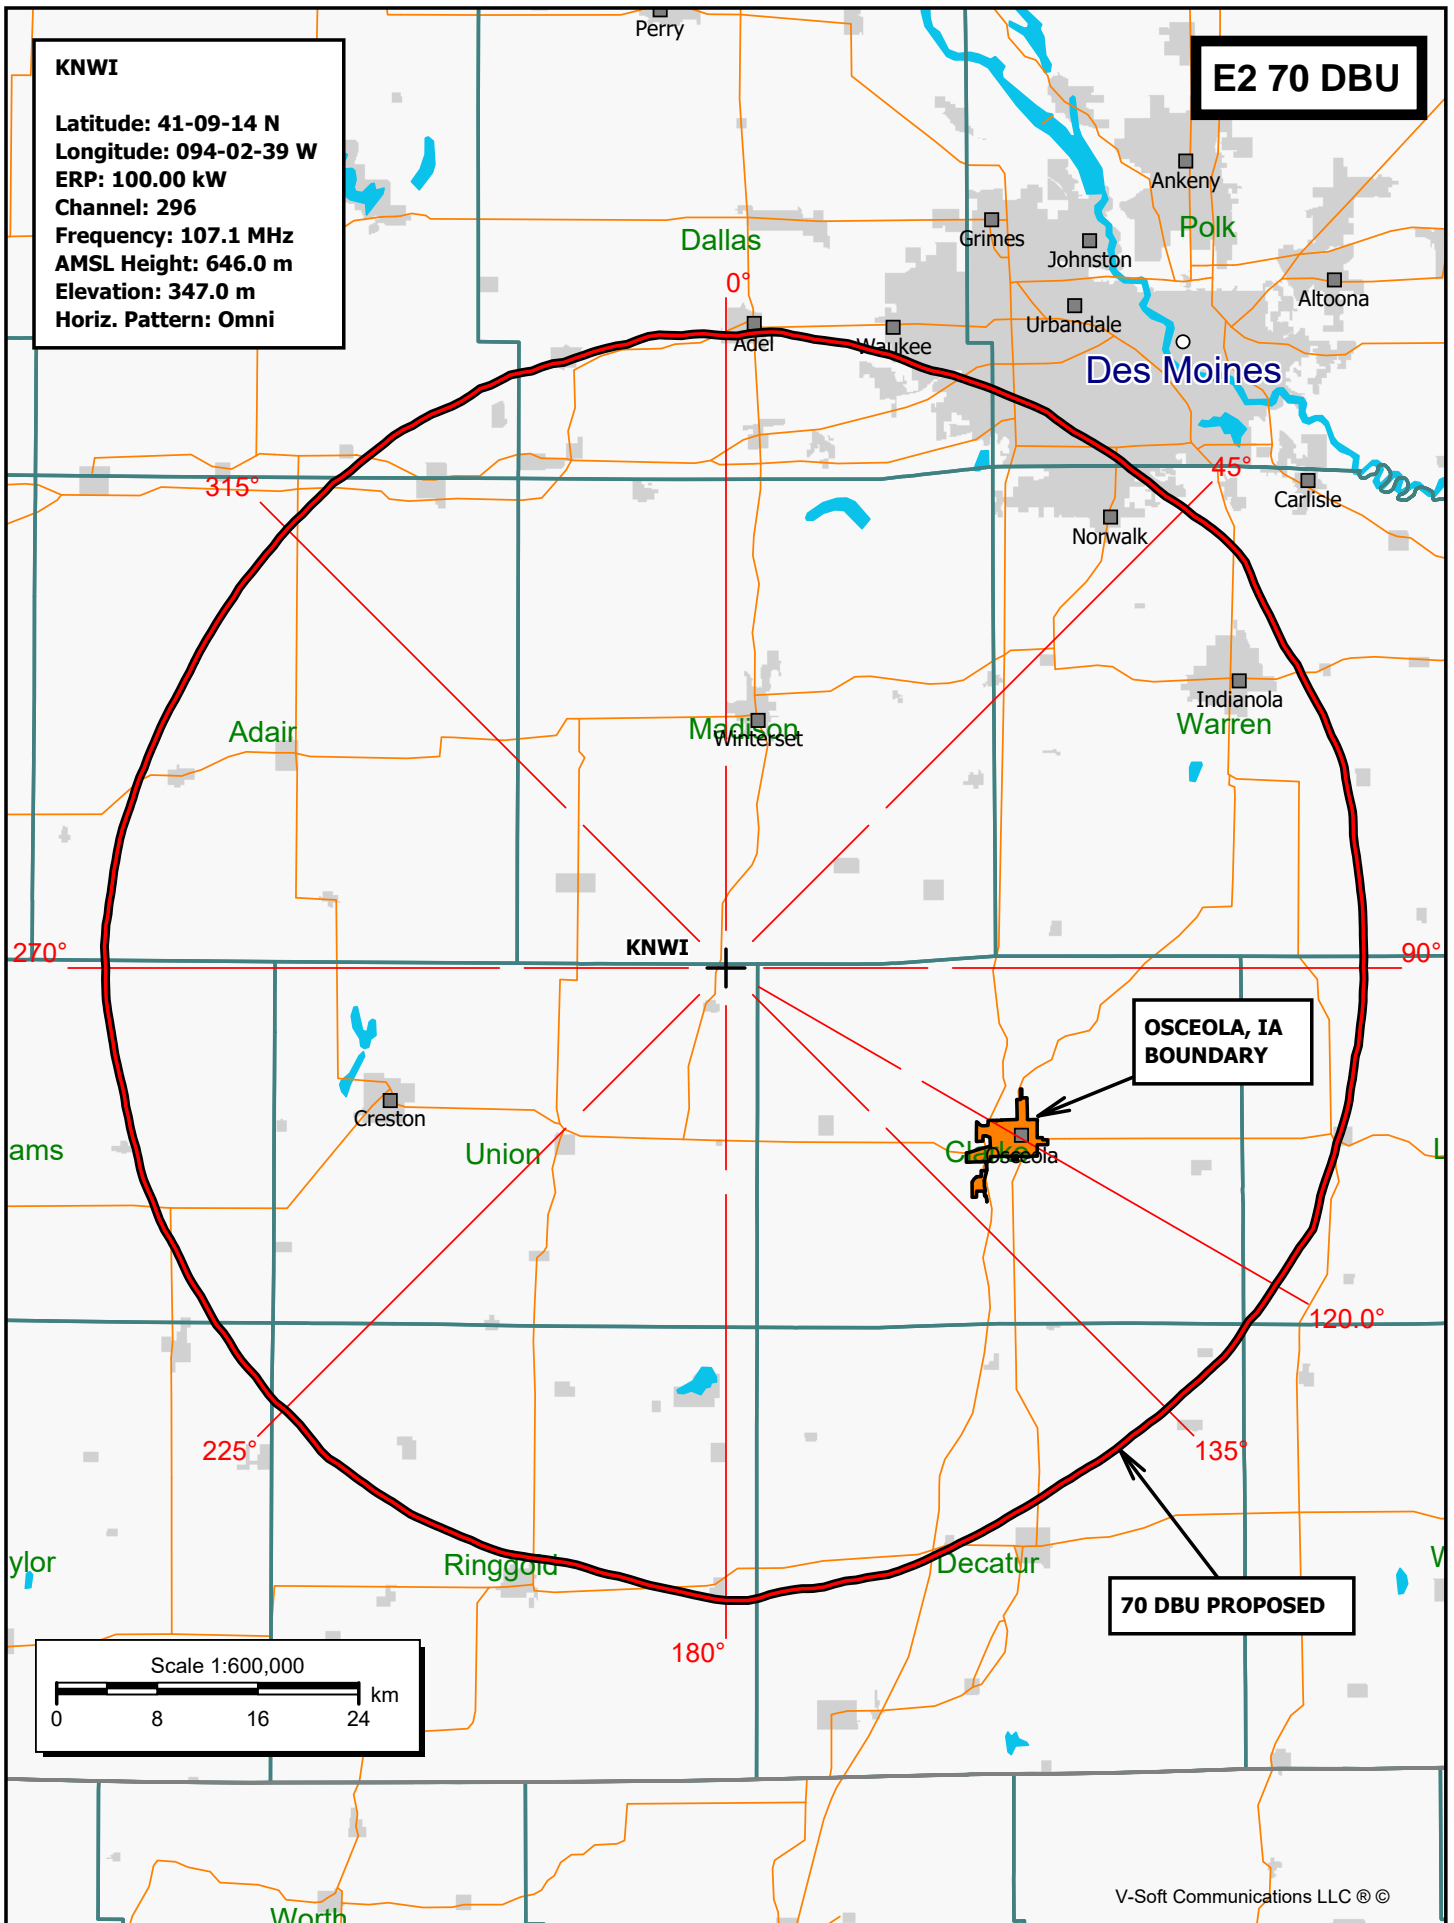 Perry
KNWI
Latitude: 41-09-14 N
Longitude: 094-02-39 W
ERP: 100.00 kW
Channel: 296
Frequency: 107.1 MHz
AMSL Height: 646.0 m
Elevation: 347.0 m
Horiz. Pattern: Omni
E2 70 DBU
Ankeny
Polk
Dallas
Grimes
Johnston
0°
Altoona
Urbandale
Adel
Waukee
Des Moines
45°
315°
Carlisle
Norwalk
Indianola
Adair
Madison
Warren
Winterset
KNWI
270°
90°
OSCEOLA, IA
BOUNDARY
Creston
ams
Union
Clarke
Osceola
L
120.0°
225°
135°
ylor
Ringgold
Decatur
W
70 DBU PROPOSED
180°
Scale 1:600,000
km
0 8 16 24
V-Soft Communications LLC ® ©
Worth